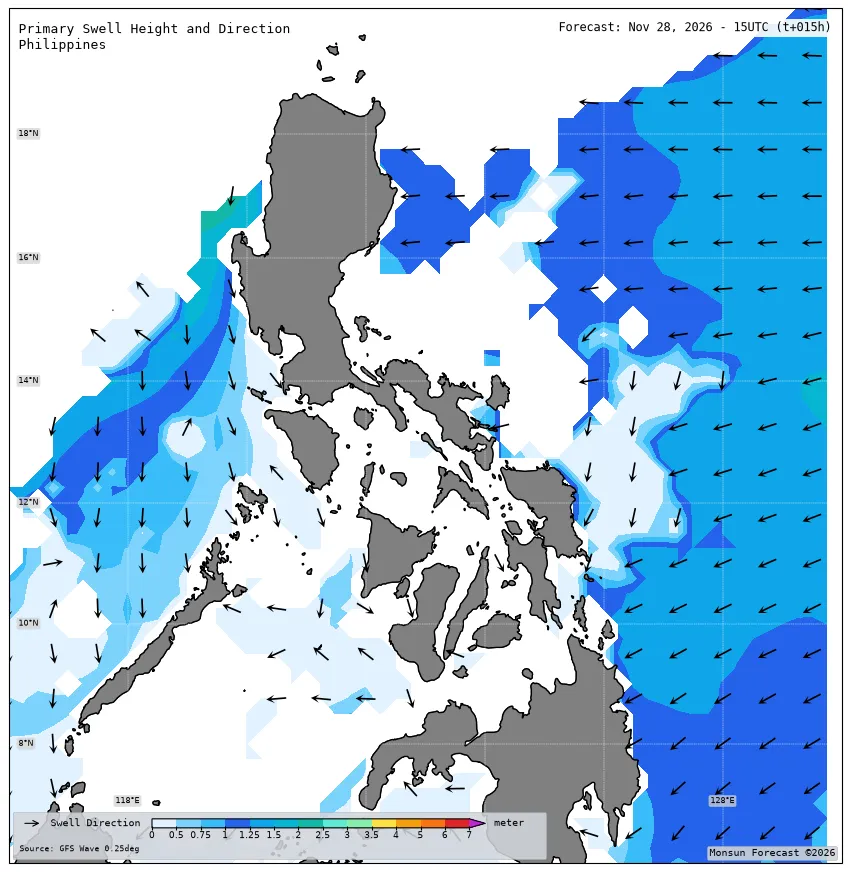 Primary Swell Height and Direction
Philippines
Forecast: Nov 28, 2026 - 15UTC (t+015h)
18°N
16°N
14°N
12°N
10°N
8°N
118°E
128°E
Swell Direction
0 0.5 0.75 1 1.25 1.5 2 2.5 3 3.5 4 5 6 7
meter
Source: GFS Wave 0.25deg
Monsun Forecast ©2026